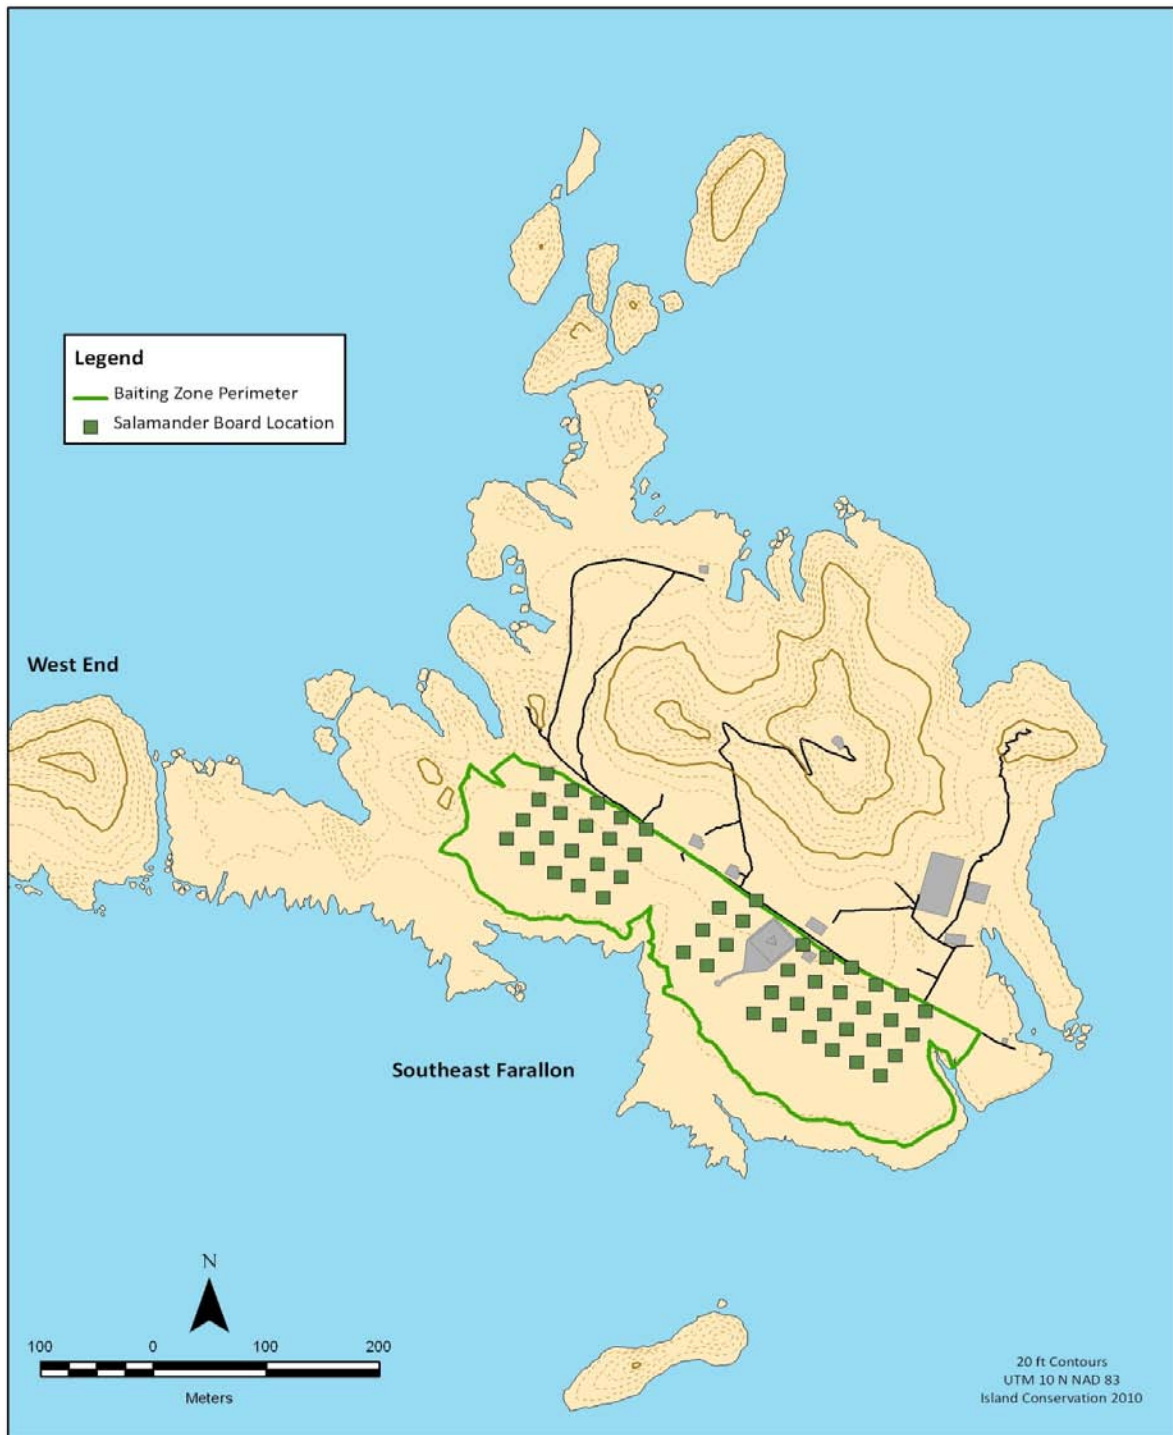 Legend
Baiting Zone Perimeter
Salamander Board Location
West End
Southeast Farallon
N
100 0 100 200
Meters
20 ft Contours
UTM 10 N NAD 83
Island Conservation 2010